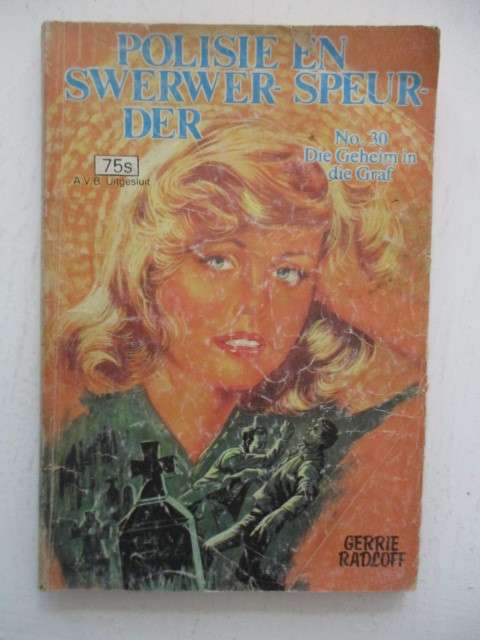 POLISIE EN
SWERWER- SPEUR-
DER
No. 30
Die Geheim in
die Graf
75s
A.V.B. Uitgesluit
GERRIE
RADLOFF